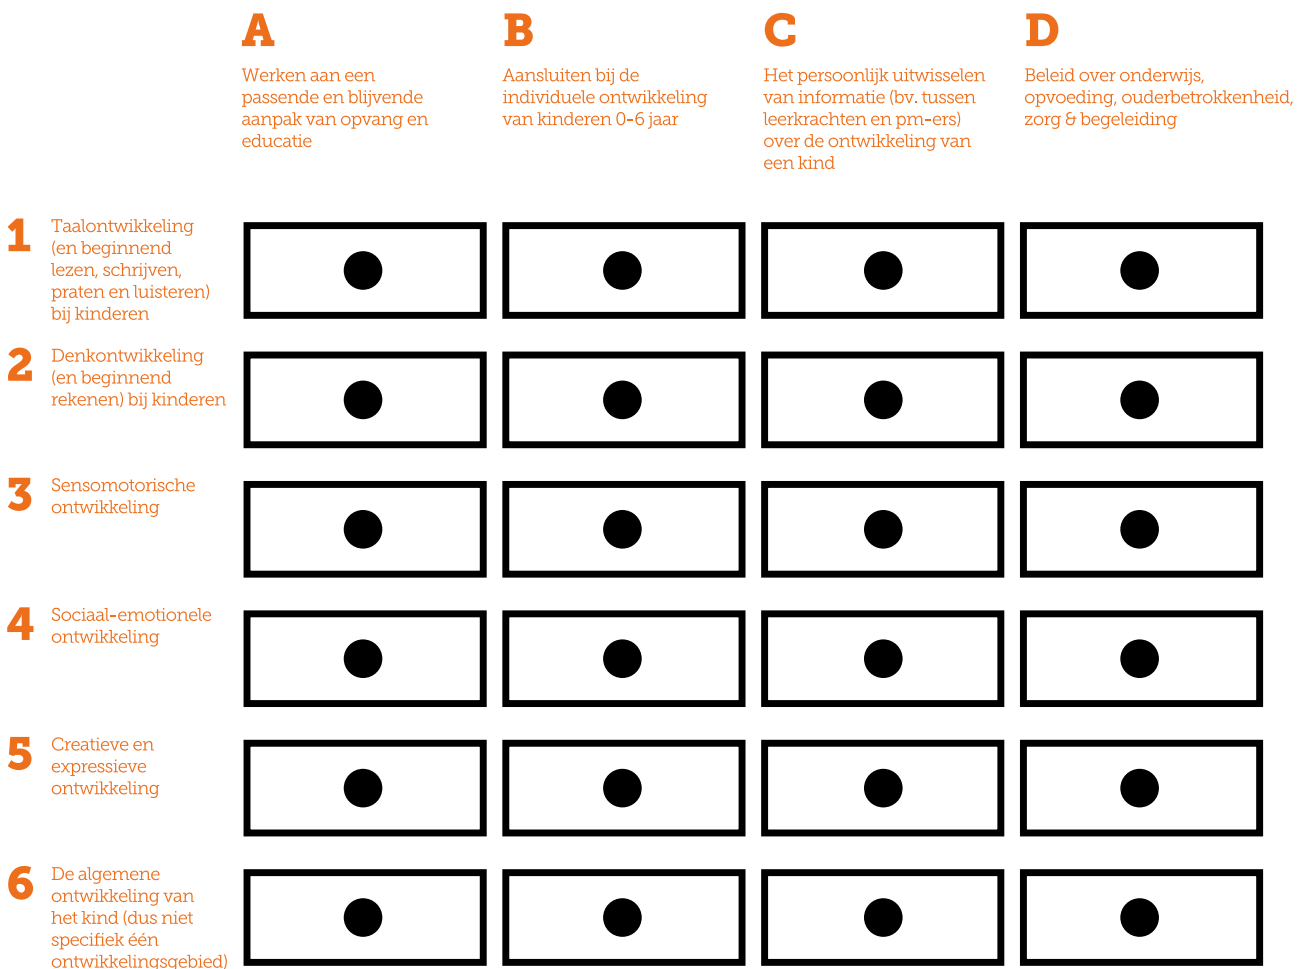 A
Werken aan een
passende en blijvende
aanpak van opvang en
educatie
B
Aansluiten bij de
individuele ontwikkeling
van kinderen 0-6 jaar
C
Het persoonlijk uitwisselen
van informatie (bv. tussen
leerkrachten en pm-ers)
over de ontwikkeling van
een kind
D
Beleid over onderwijs,
opvoeding, ouderbetrokkenheid,
zorg & begeleiding
1
Taalontwikkeling
(en beginnend
lezen, schrijven,
praten en luisteren)
bij kinderen
2
Denkontwikkeling
(en beginnend
rekenen) bij kinderen
3
Sensomotorische
ontwikkeling
4
Sociaal-emotionele
ontwikkeling
5
Creatieve en
expressieve
ontwikkeling
6
De algemene
ontwikkeling van
het kind (dus niet
specifiek één
ontwikkelingsgebied)